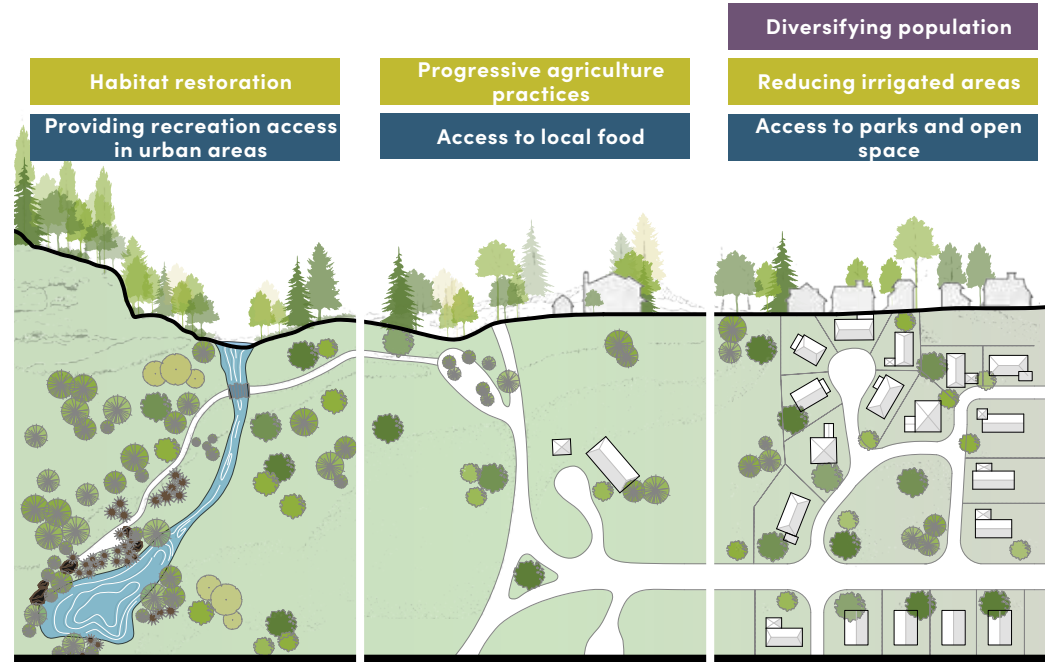 Diversifying population
Habitat restoration
Progressive agriculture
practices
Reducing irrigated areas
Providing recreation access
in urban areas
Access to local food
Access to parks and open
space